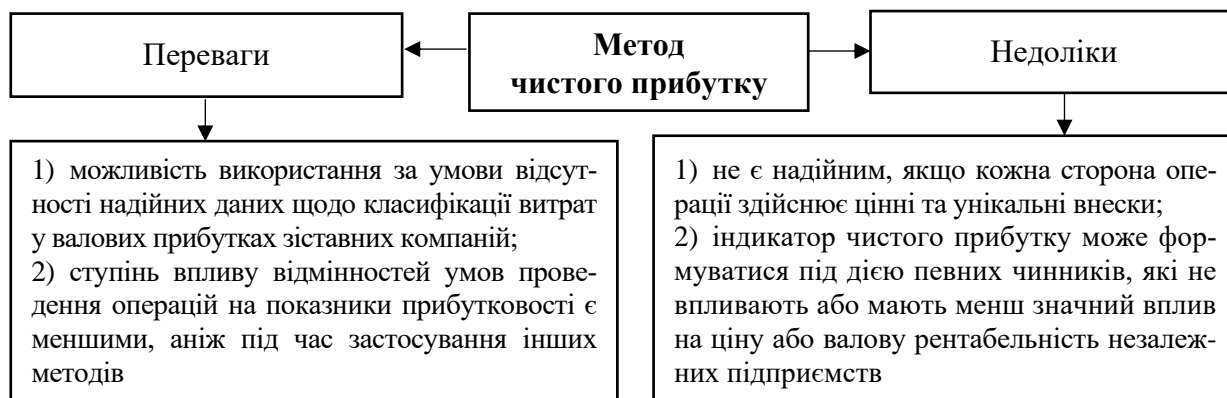 Переваги
Метод
чистого прибутку
Недоліки
1) можливість використання за умови відсут-
ності надійних даних щодо класифікації витрат
у валових прибутках зіставних компаній;
2) ступінь впливу відмінностей умов прове-
дення операцій на показники прибутковості є
меншими, аніж під час застосування інших
методів
1) не є надійним, якщо кожна сторона опе-
рації здійснює цінні та унікальні внески;
2) індикатор чистого прибутку може фор-
муватися під дією певних чинників, які не
впливають або мають менш значний вплив
на ціну або валову рентабельність незалеж-
них підприємств